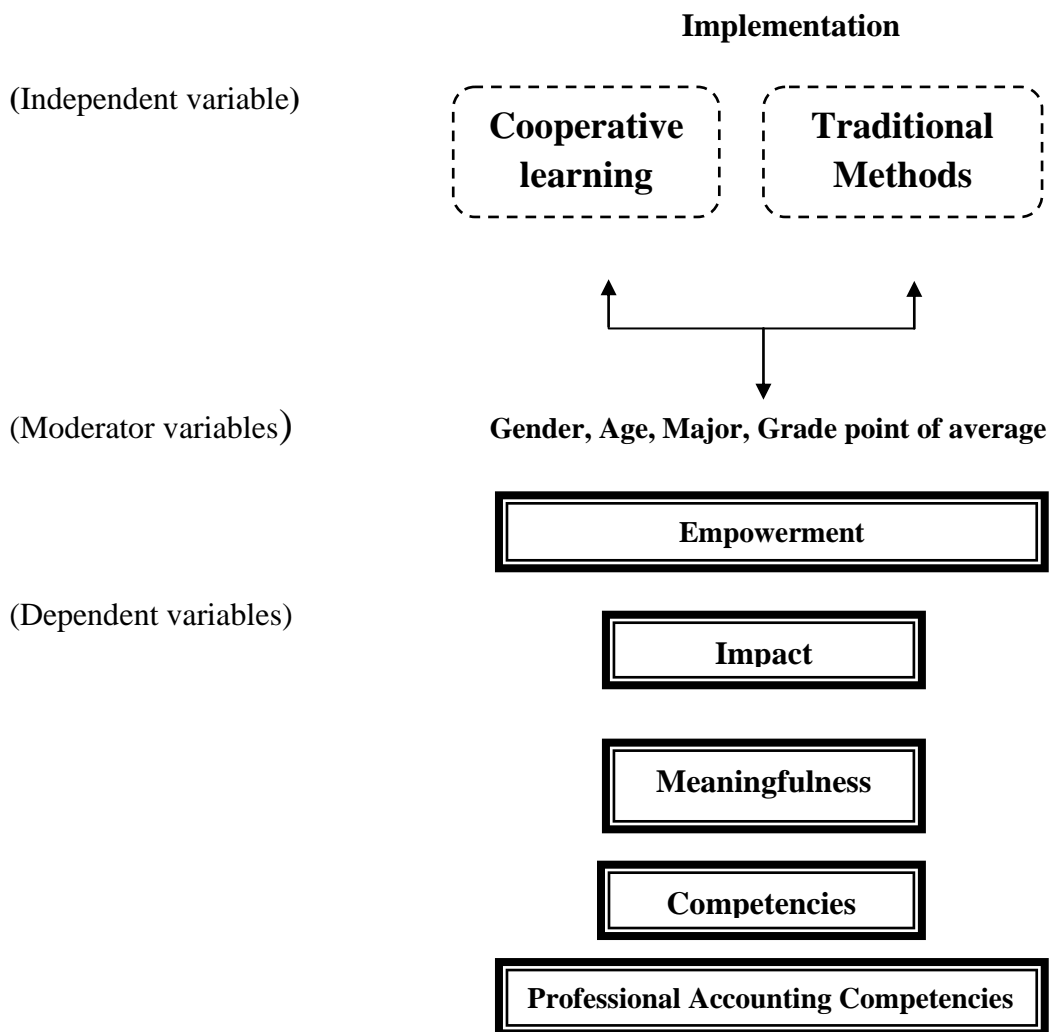 Implementation
(Independent variable)
Cooperative
learning
Traditional
Methods
(Moderator variables)
Gender, Age, Major, Grade point of average
Empowerment
(Dependent variables)
Impact
Meaningfulness
Competencies
Professional Accounting Competencies